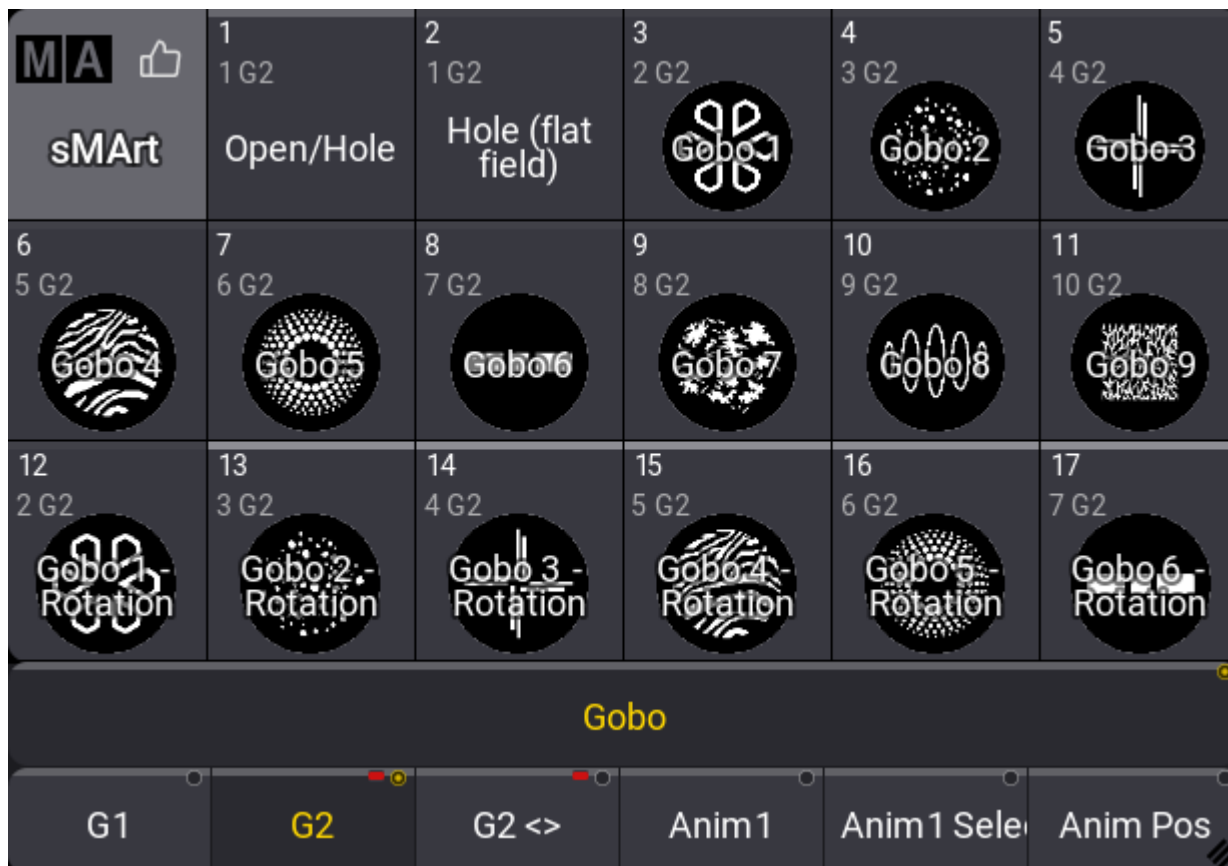 MA
sMArt
1
1 G2
Open/Hole
2
1 G2
Hole (flat
field)
3
2 G2
Gobo 1
4
3 G2
Gobo 2
5
4 G2
Gobo 3
6
5 G2
Gobo 4
7
6 G2
Gobo 5
8
7 G2
Gobo 6
9
8 G2
Gobo 7
10
9 G2
Gobo 8
11
10 G2
Gobo 9
12
2 G2
Gobo 1 -
Rotation
13
3 G2
Gobo 2 -
Rotation
14
4 G2
Gobo 3 -
Rotation
15
5 G2
Gobo 4 -
Rotation
16
6 G2
Gobo 5 -
Rotation
17
7 G2
Gobo 6 -
Rotation
Gobo
G1
G2
G2 <>
Anim1
Anim1 Sele
Anim Pos